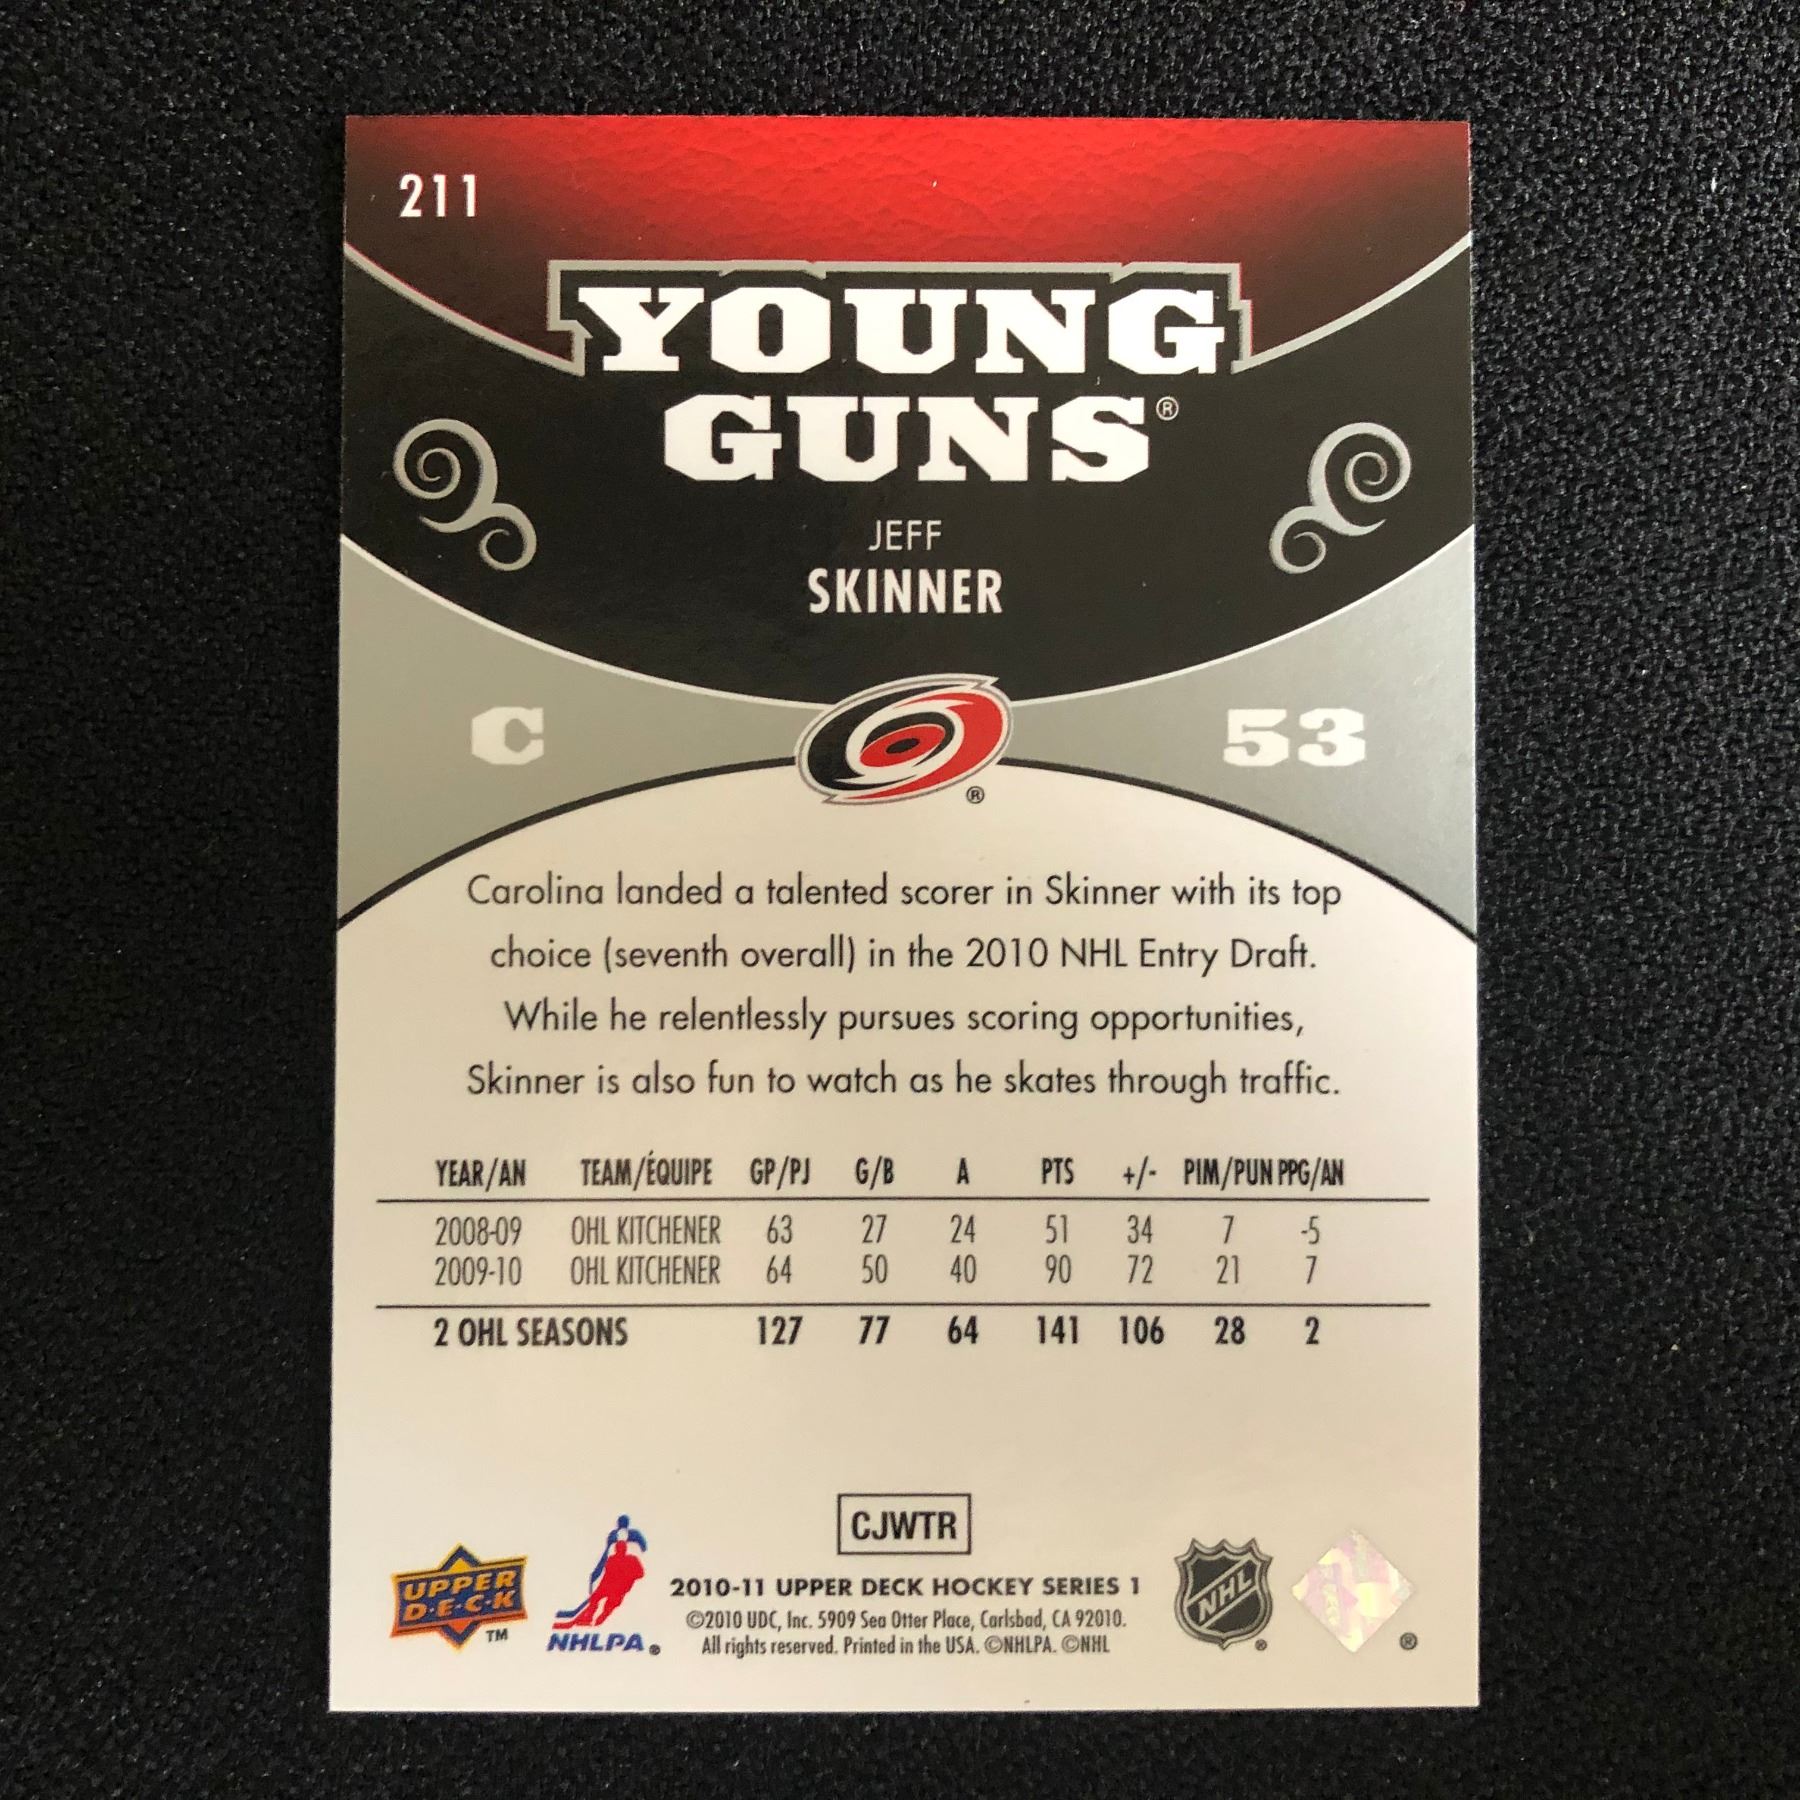 211
YOUNG
GUNS®
JEFF
SKINNER
C 53
®
Carolina landed a talented scorer in Skinner with its top
choice (seventh overall) in the 2010 NHL Entry Draft.
While he relentlessly pursues scoring opportunities,
Skinner is also fun to watch as he skates through traffic.
YEAR/AN TEAM/ÉQUIPE GP/PJ G/B A PTS +/- PIM/PUN PPG/AN
2008-09 OHL KITCHENER 63 27 24 51 34 7 -5
2009-10 OHL KITCHENER 64 50 40 90 72 21 7
2 OHL SEASONS 127 77 64 141 106 28 2
CJWTR
UPPER
D·E·C·K
TM
NHLPA®
2010-11 UPPER DECK HOCKEY SERIES 1
©2010 UDC, Inc. 5909 Sea Otter Place, Carlsbad, CA 92010.
All rights reserved. Printed in the USA. ©NHLPA. ©NHL
NHL
®
®